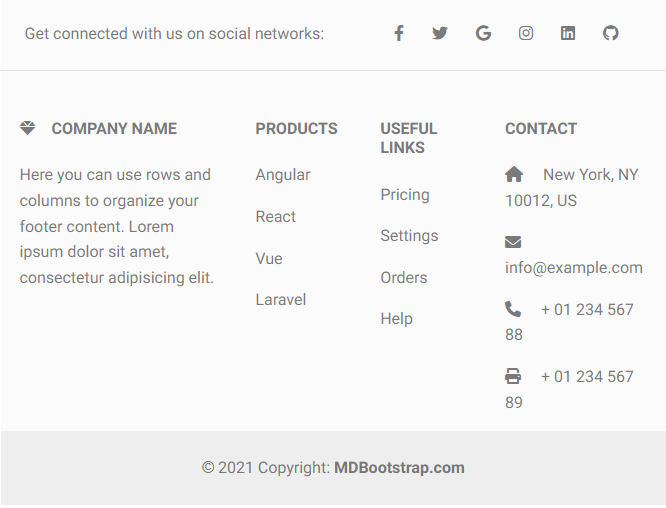 Get connected with us on social networks:
COMPANY NAME
Here you can use rows and
columns to organize your
footer content. Lorem
ipsum dolor sit amet,
consectetur adipisicing elit.
PRODUCTS
Angular
React
Vue
Laravel
USEFUL
LINKS
Pricing
Settings
Orders
Help
CONTACT
New York, NY
10012, US
info@example.com
+ 01 234 567
88
+ 01 234 567
89
© 2021 Copyright: MDBootstrap.com